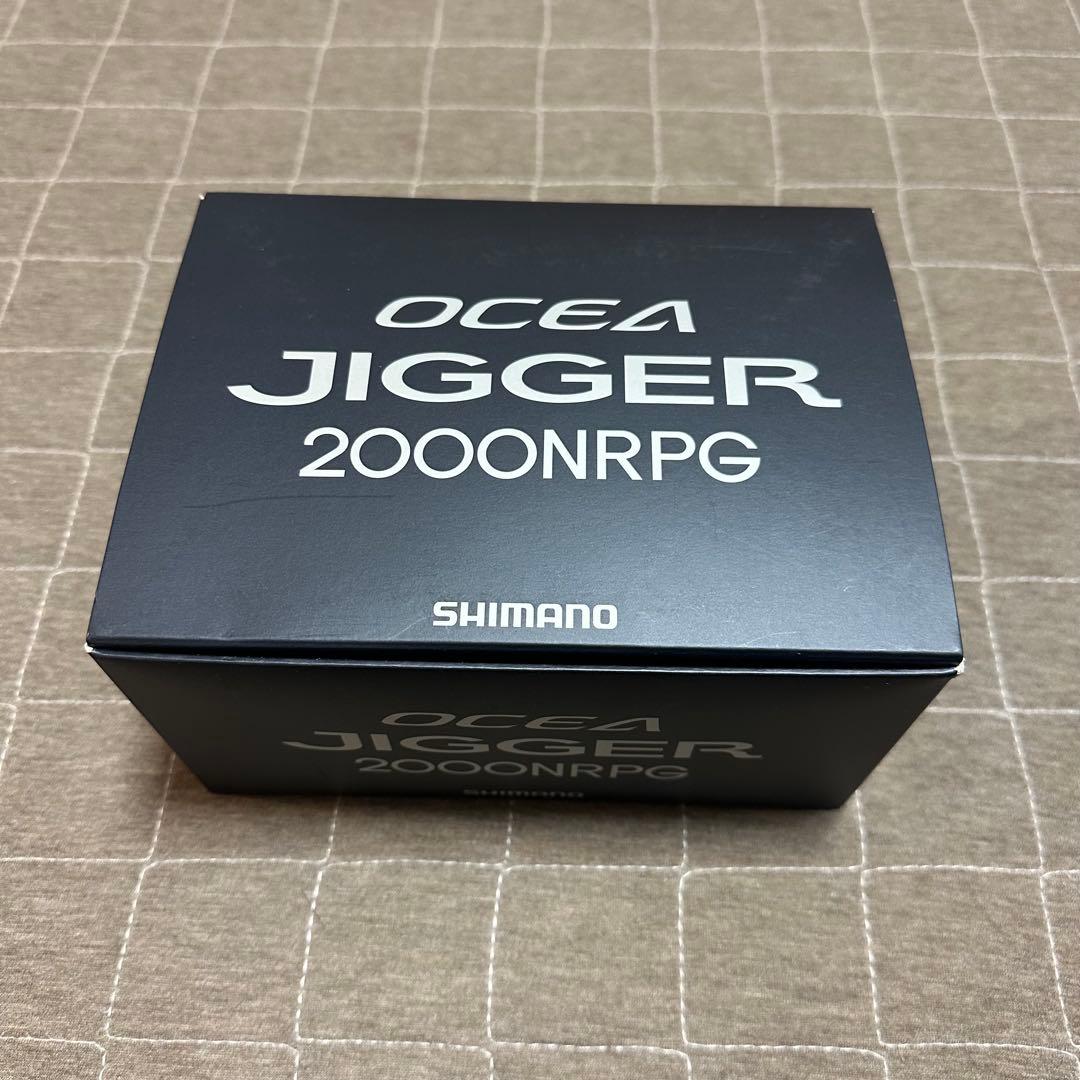 OCEA
JIGGER
2000NRPG
SHIMANO
OCEA
JIGGER
2000NRPG
SHIMANO